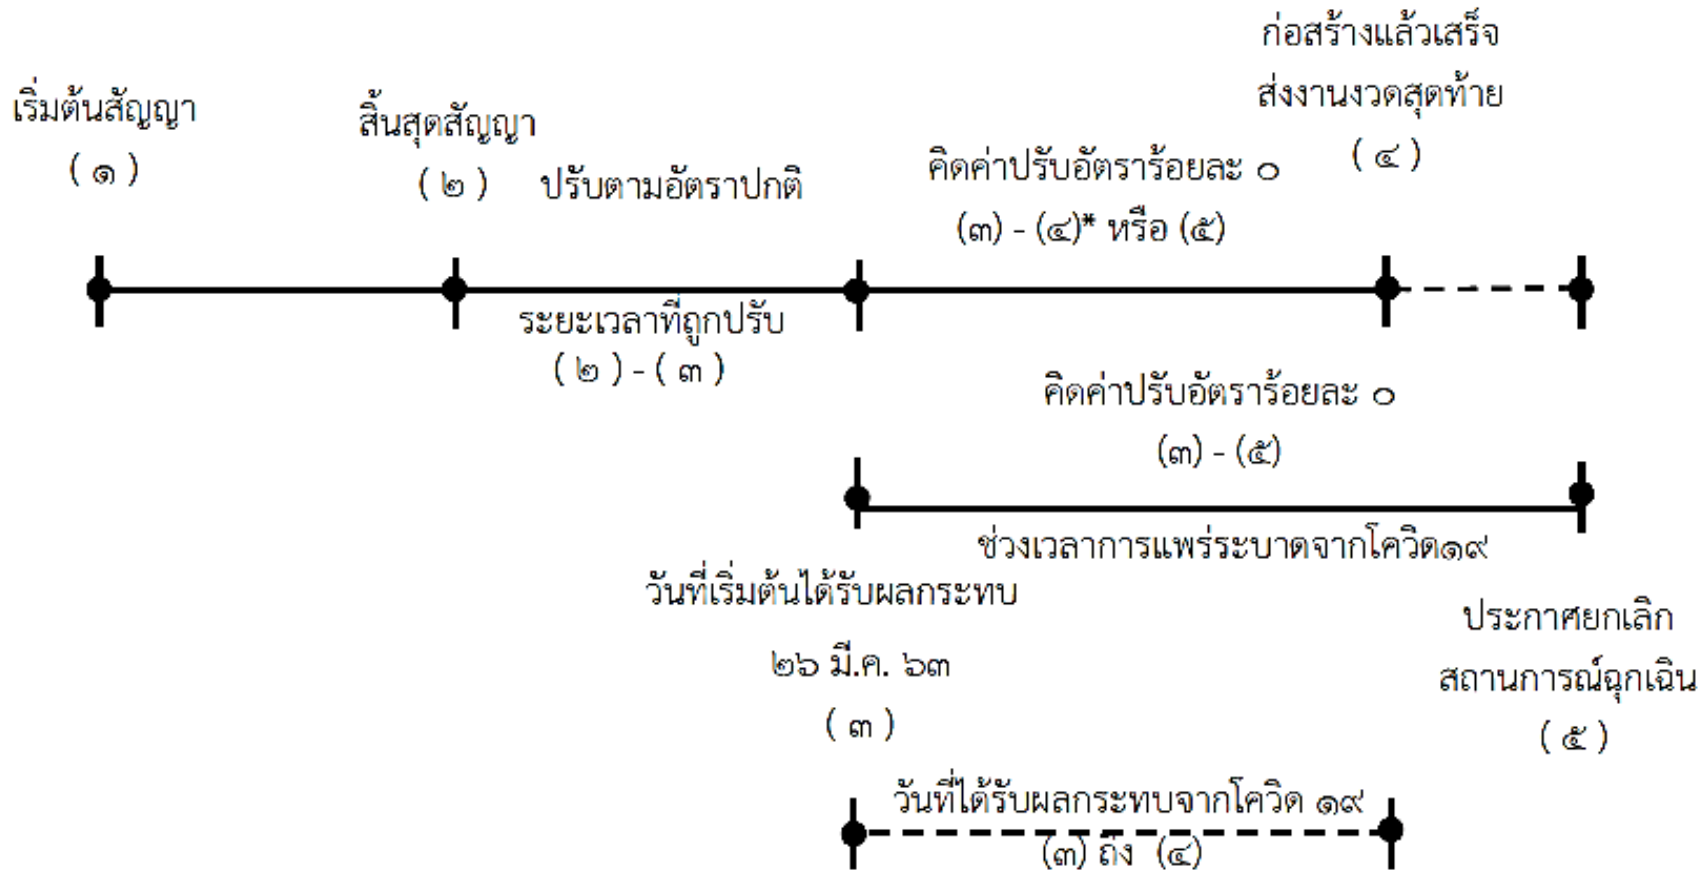 ก่อสร้างแล้วเสร็จ
ส่งงานงวดสุดท้าย
( ๔ )
เริ่มต้นสัญญา
( ๑ )
สิ้นสุดสัญญา
( ๒ )
ปรับตามอัตราปกติ
คิดค่าปรับอัตราร้อยละ ๐
(๓) - (๔)* หรือ (๕)
ระยะเวลาที่ถูกปรับ
( ๒ ) - ( ๓ )
คิดค่าปรับอัตราร้อยละ ๐
(๓) - (๕)
ช่วงเวลาการแพร่ระบาดจากโควิด๑๙
วันที่เริ่มต้นได้รับผลกระทบ
๒๖ มี.ค. ๖๓
( ๓ )
ประกาศยกเลิก
สถานการณ์ฉุกเฉิน
( ๕ )
วันที่ได้รับผลกระทบจากโควิด ๑๙
(๓) ถึง (๔)